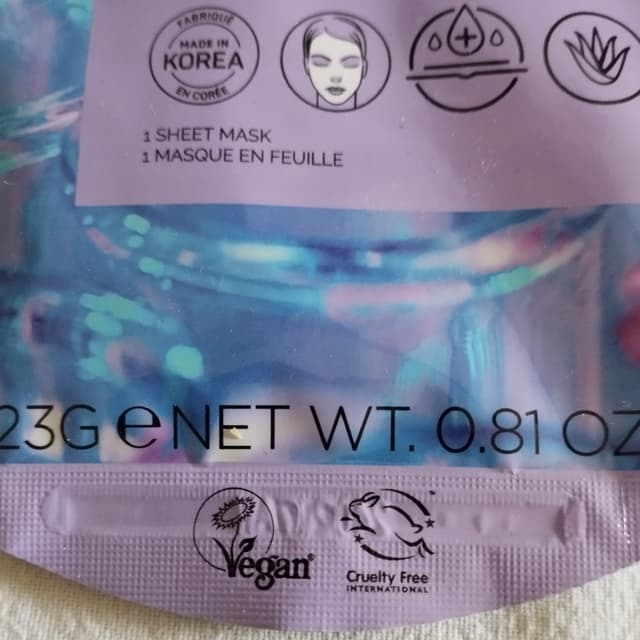 FABRIQUÉ
MADE IN
KOREA
EN CORÉE
1 SHEET MASK
1 MASQUE EN FEUILLE
23G ℮ NET WT. 0.81 OZ
Vegan®
Cruelty Free™
INTERNATIONAL